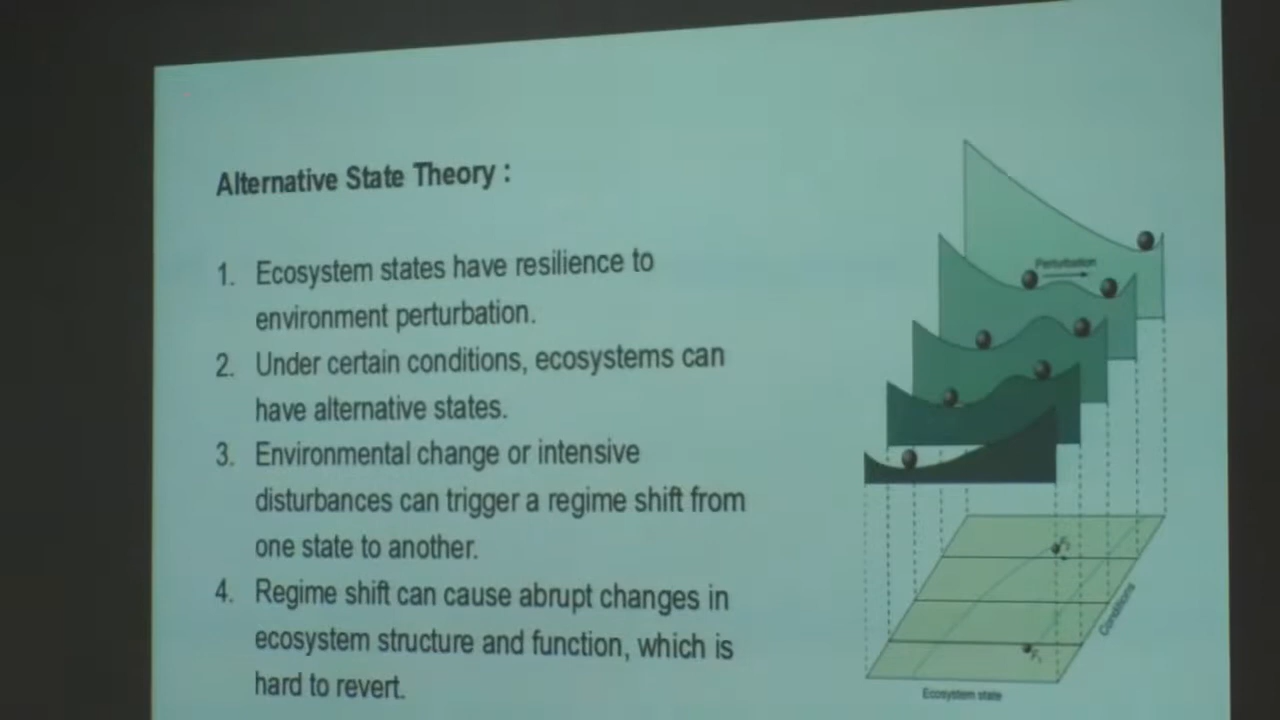 Alternative State Theory :
1. Ecosystem states have resilience to
environment perturbation.
2. Under certain conditions, ecosystems can
have alternative states.
3. Environmental change or intensive
disturbances can trigger a regime shift from
one state to another.
4. Regime shift can cause abrupt changes in
ecosystem structure and function, which is
hard to revert.
Perturbation
F₂
Conditions
F₁
Ecosystem state